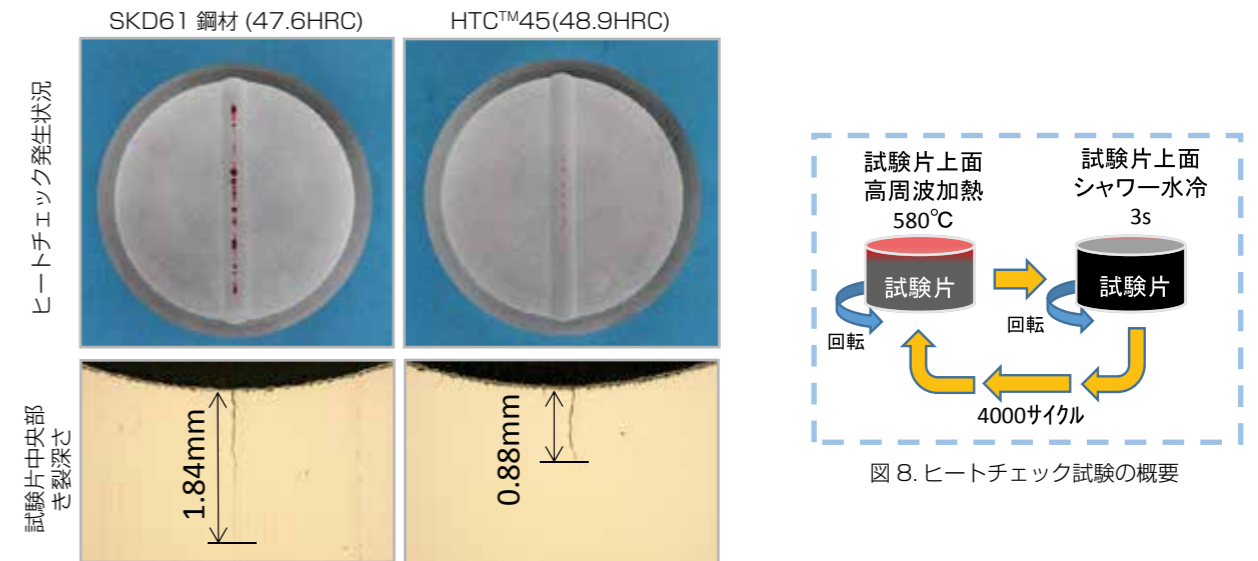 SKD61 鋼材 (47.6HRC)
HTC™45(48.9HRC)
ヒートチェック発生状況
試験片中央部
き裂深さ
1.84mm
0.88mm
試験片上面
高周波加熱
580℃
試験片上面
シャワー水冷
3s
試験片
試験片
回転
回転
4000サイクル
図 8. ヒートチェック試験の概要